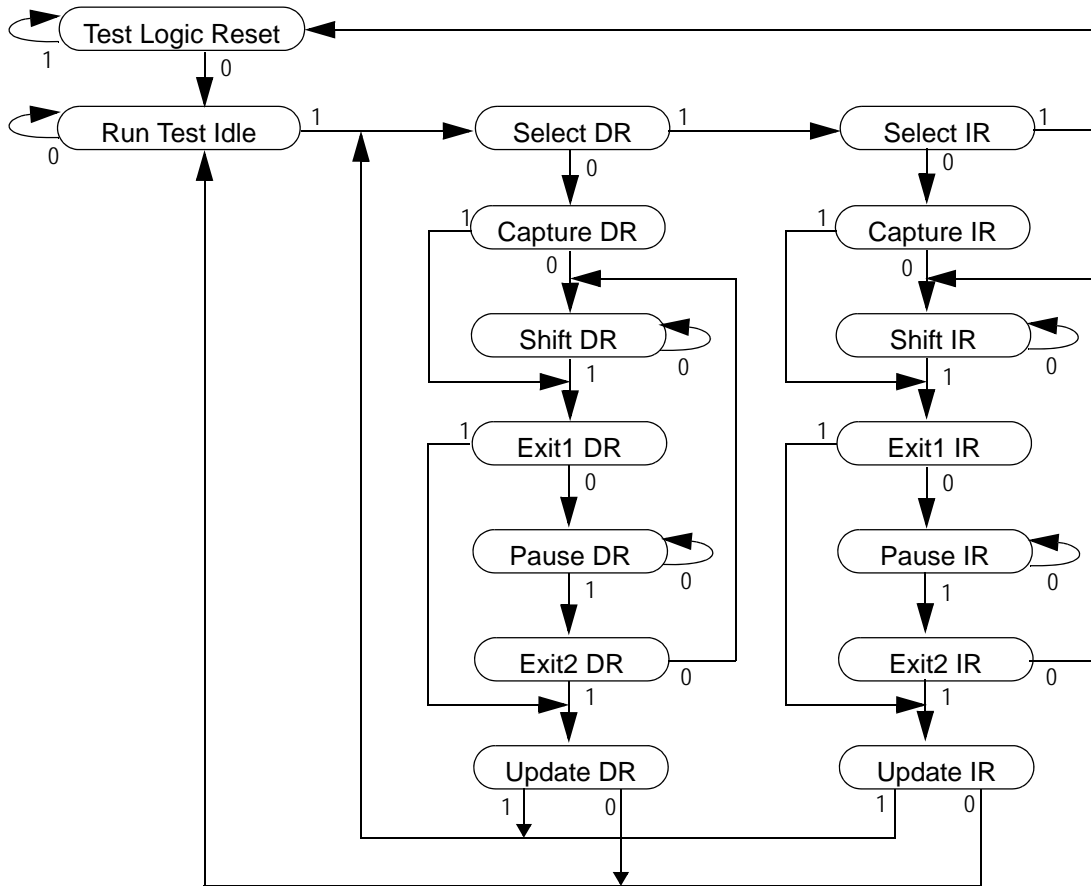 Test Logic Reset
1
0
Run Test Idle
1
Select DR
1
Select IR
1
0
0
0
1
Capture DR
1
Capture IR
0
0
Shift DR
Shift IR
0
0
1
1
1
Exit1 DR
1
Exit1 IR
0
0
Pause DR
Pause IR
0
0
1
1
Exit2 DR
Exit2 IR
0
0
1
1
Update DR
Update IR
1
0
1
0